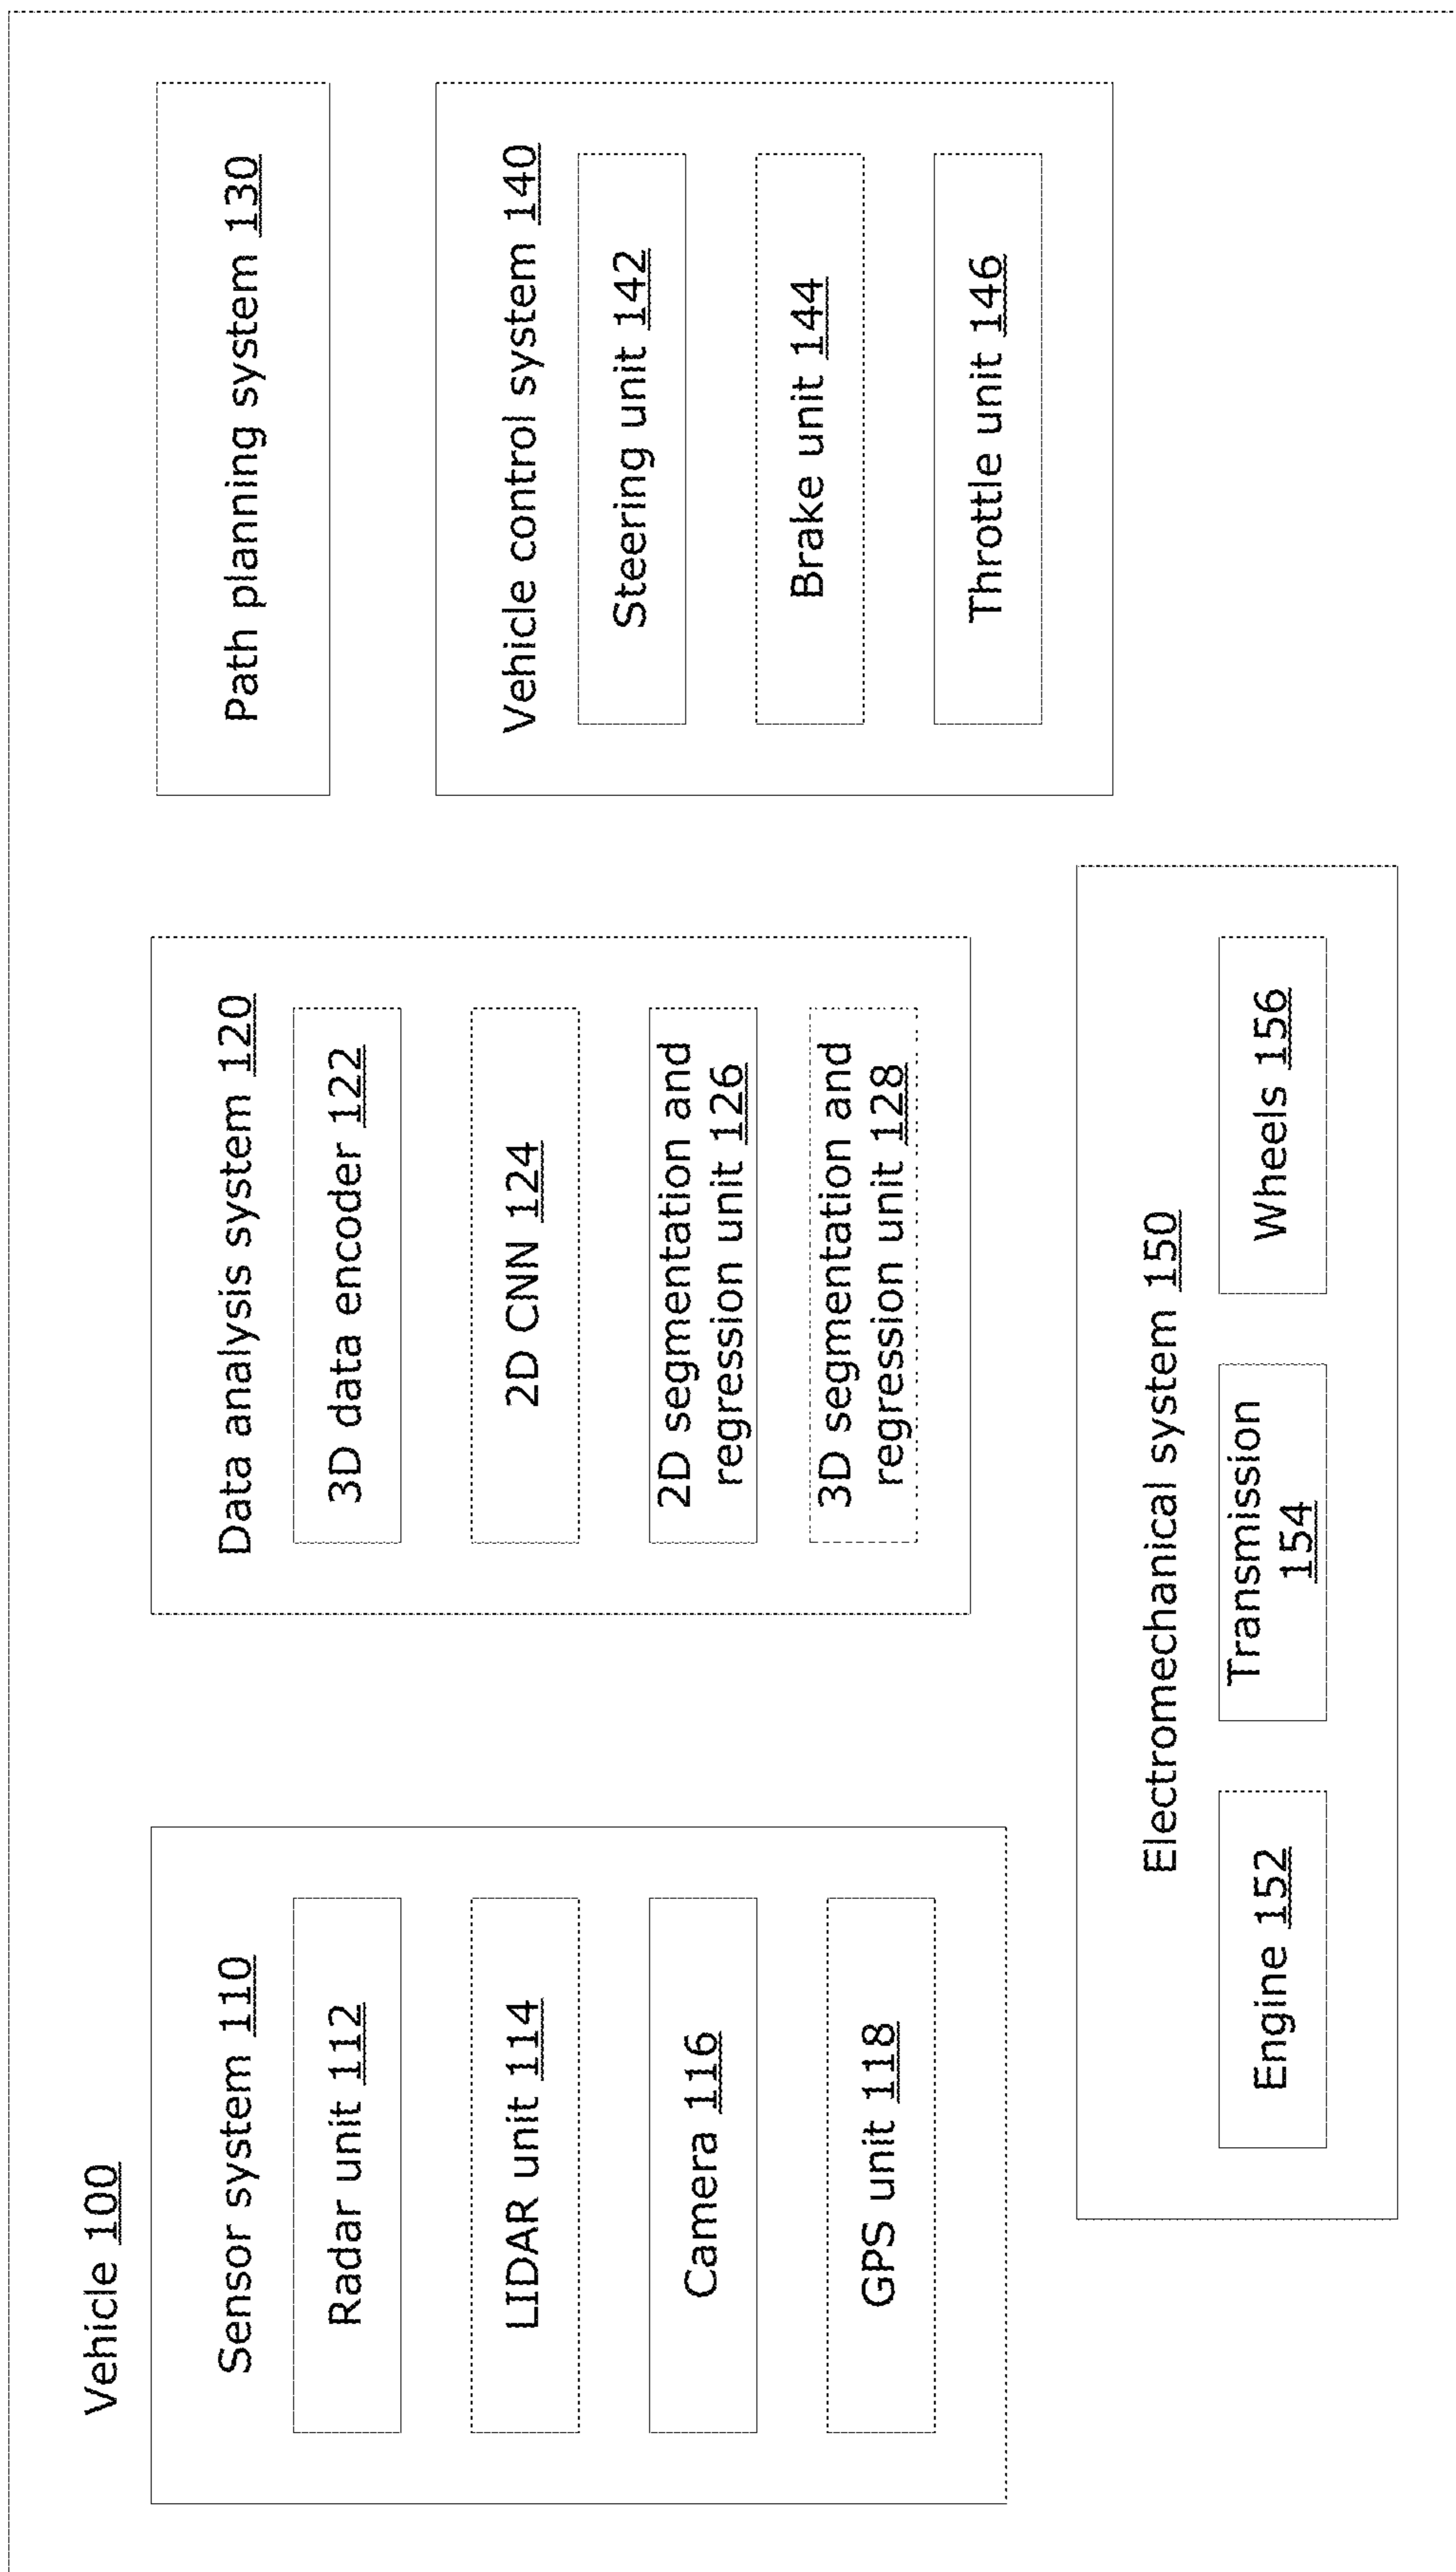 Vehicle 100
Sensor system 110
Radar unit 112
LIDAR unit 114
Camera 116
GPS unit 118
Data analysis system 120
3D data encoder 122
2D CNN 124
2D segmentation and
regression unit 126
3D segmentation and
regression unit 128
Path planning system 130
Vehicle control system 140
Steering unit 142
Brake unit 144
Throttle unit 146
Electromechanical system 150
Engine 152
Transmission
154
Wheels 156